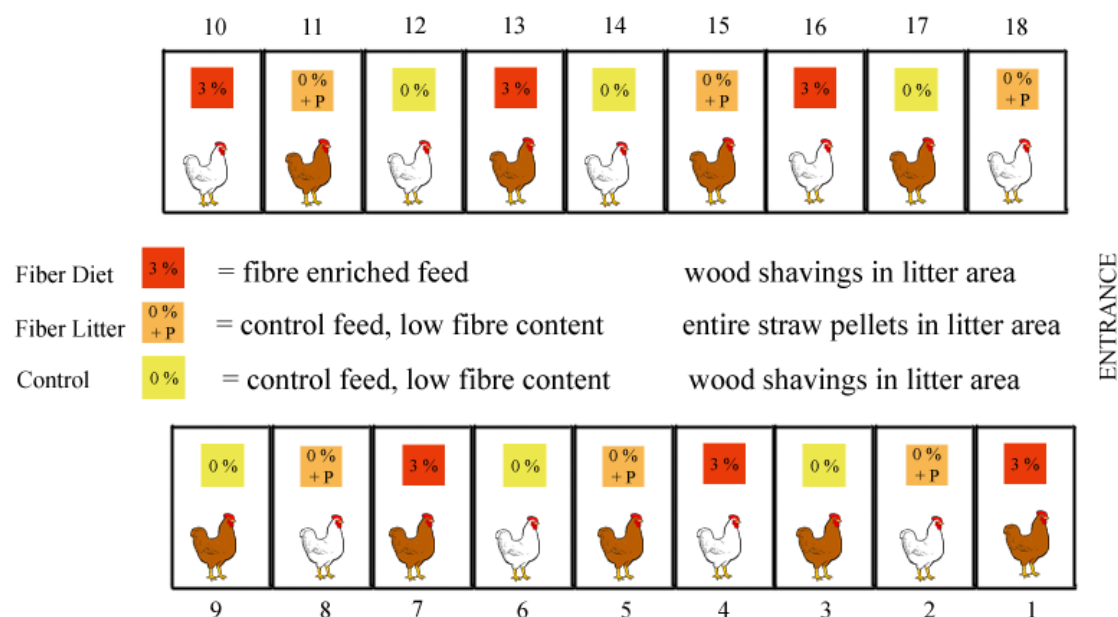 10 11 12 13 14 15 16 17 18
3 % 0 % + P 0 % 3 % 0 % 0 % + P 3 % 0 % 0 % + P
Fiber Diet 3 % = fibre enriched feed wood shavings in litter area
Fiber Litter 0 % + P = control feed, low fibre content entire straw pellets in litter area
Control 0 % = control feed, low fibre content wood shavings in litter area
ENTRANCE
0 % 0 % + P 3 % 0 % 0 % + P 3 % 0 % 0 % + P 3 %
9 8 7 6 5 4 3 2 1